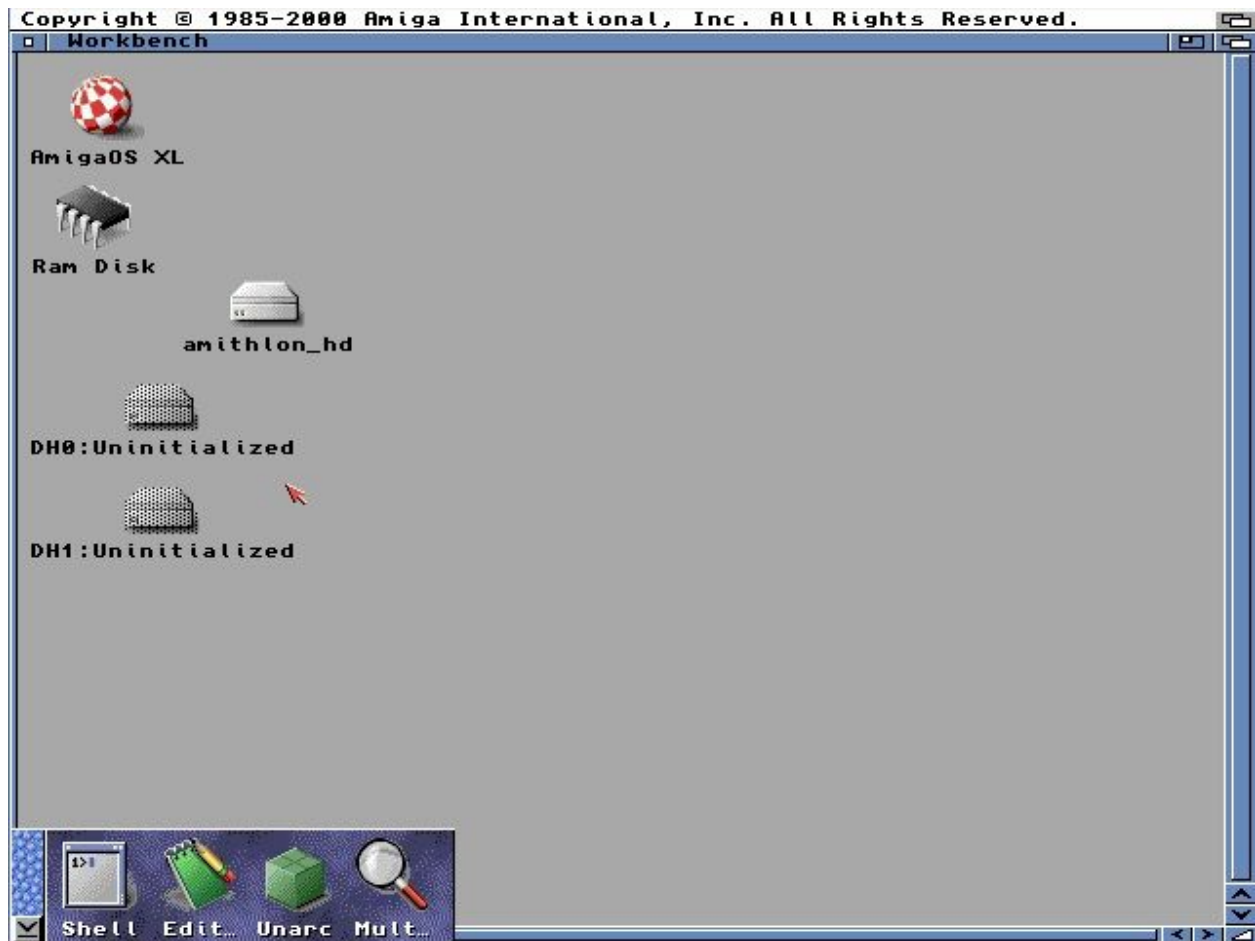 Copyright © 1985-2000 Amiga International, Inc. All Rights Reserved.
Workbench
AmigaOS XL
Ram Disk
amithlon_hd
DH0:Uninitialized
DH1:Uninitialized
1>
Shell Edit… Unarc Mult…